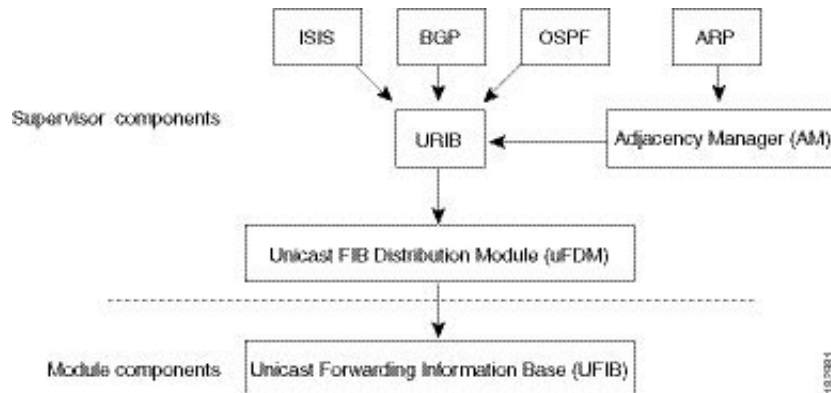 ISIS
BGP
OSPF
ARP
Supervisor components
URIB
Adjacency Manager (AM)
Unicast FIB Distribution Module (uFDM)
Module components
Unicast Forwarding Information Base (UFIB)
182981